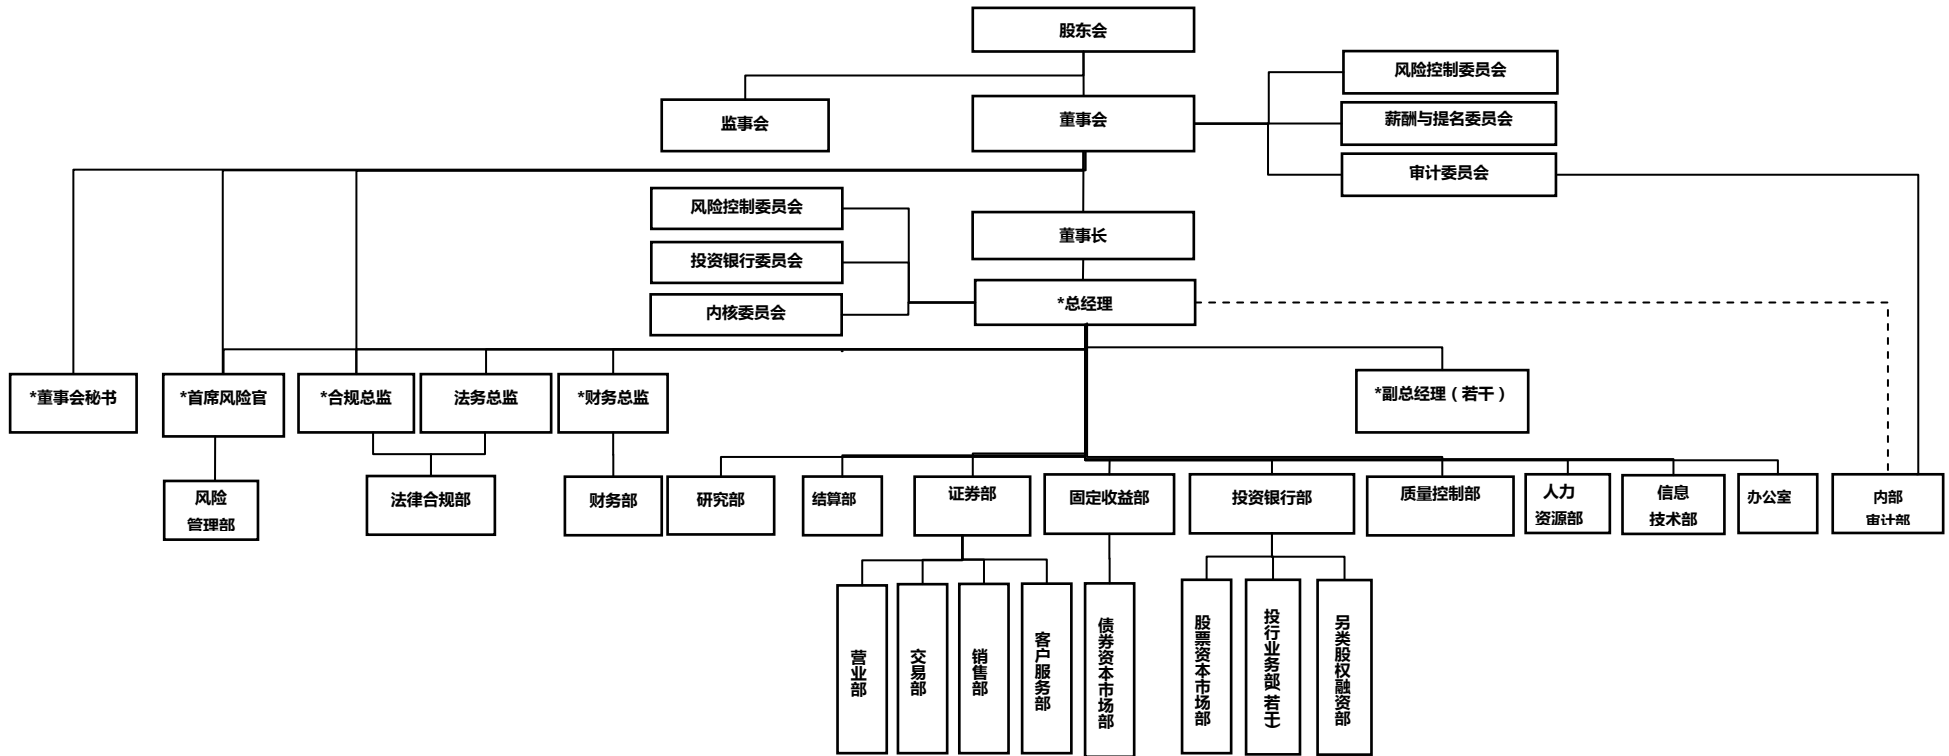 股东会
风险控制委员会
监事会
董事会
薪酬与提名委员会
审计委员会
风险控制委员会
董事长
投资银行委员会
*总经理
内核委员会
*董事会秘书
*首席风险官
*合规总监
法务总监
*财务总监
*副总经理（若干）
风险
管理部
法律合规部
财务部
研究部
结算部
证券部
固定收益部
投资银行部
质量控制部
人力
资源部
信息
技术部
办公室
内部
审计部
营业部
交易部
销售部
客户服务部
债券资本市场部
股票资本市场部
投行业务部（若干）
另类股权融资部